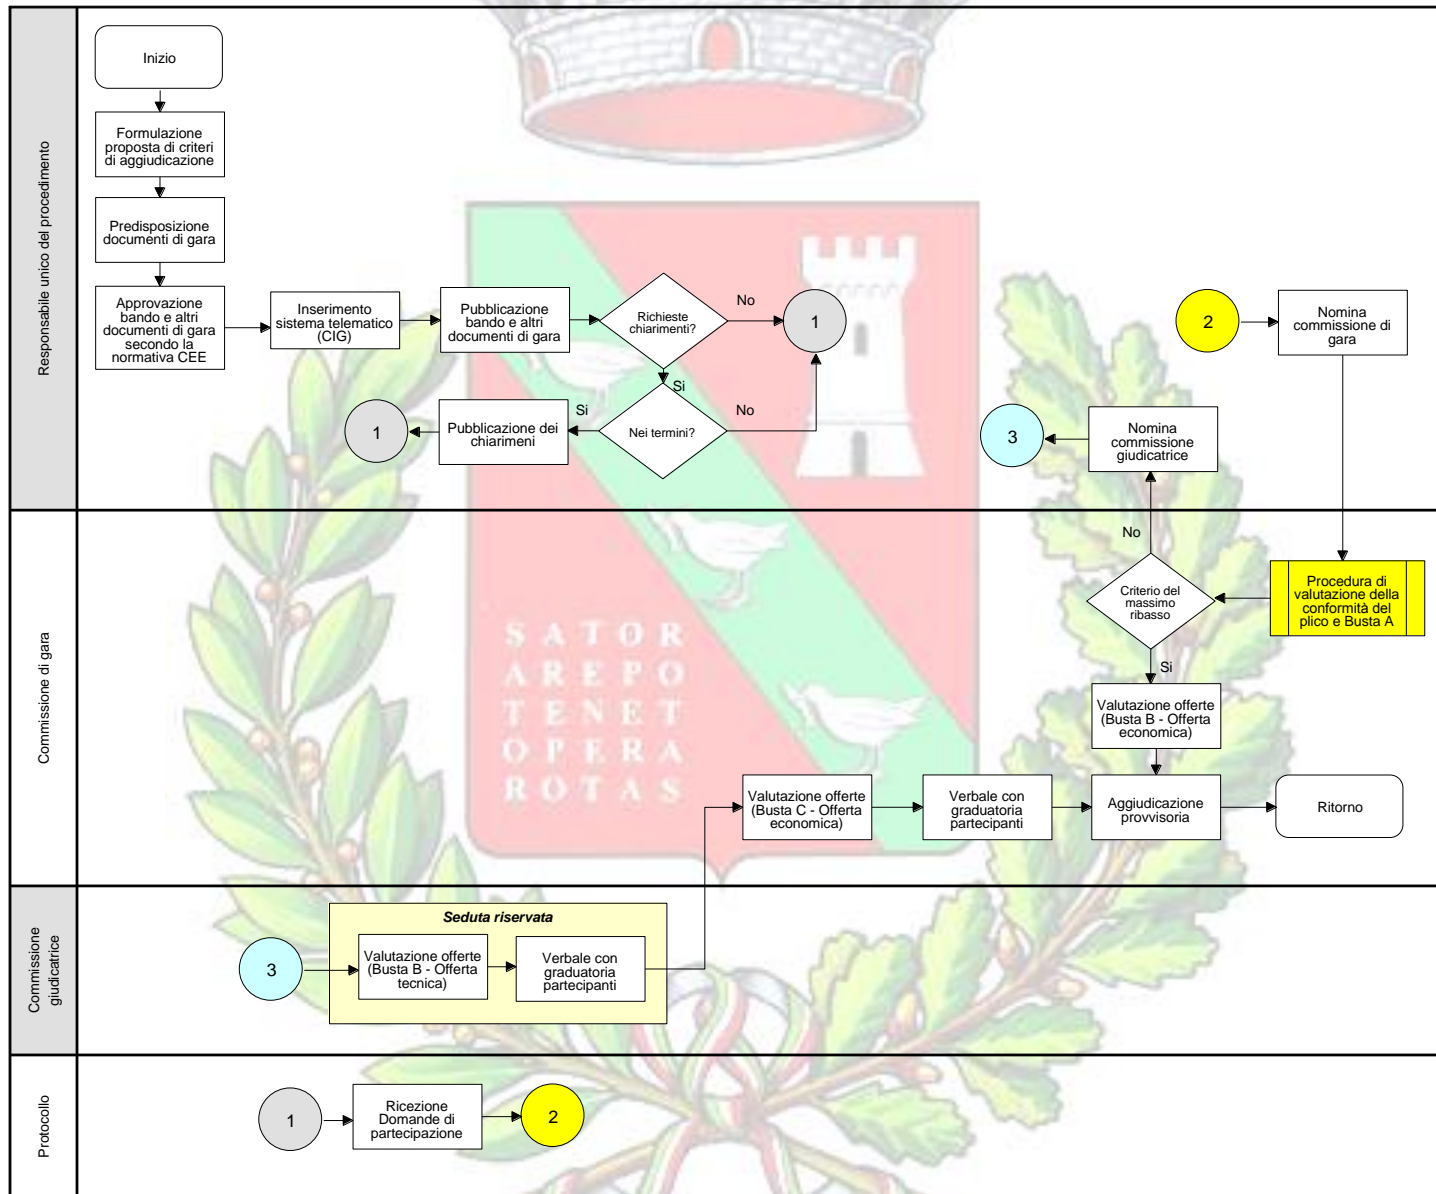 Responsabile unico del procedimento
Inizio
Formulazione
proposta di criteri
di aggiudicazione
Predisposizione
documenti di gara
Approvazione
bando e altri
documenti di gara
secondo la
normativa CEE
Inserimento
sistema telematico
(CIG)
Pubblicazione
bando e altri
documenti di gara
Richieste
chiarimenti?
No
1
Si
Nei termini?
No
Si
Pubblicazione dei
chiarimeni
1
2
Nomina
commissione di
gara
Nomina
commissione
giudicatrice
3
Commissione di gara
No
Criterio del
massimo
ribasso
Procedura di
valutazione della
conformità del
plico e Busta A
Si
Valutazione offerte
(Busta B - Offerta
economica)
SATOR
AREPO
TENET
OPERA
ROTAS
Valutazione offerte
(Busta C - Offerta
economica)
Verbale con
graduatoria
partecipanti
Aggiudicazione
provvisoria
Ritorno
Commissione
giudicatrice
Seduta riservata
3
Valutazione offerte
(Busta B - Offerta
tecnica)
Verbale con
graduatoria
partecipanti
Protocollo
1
Ricezione
Domande di
partecipazione
2